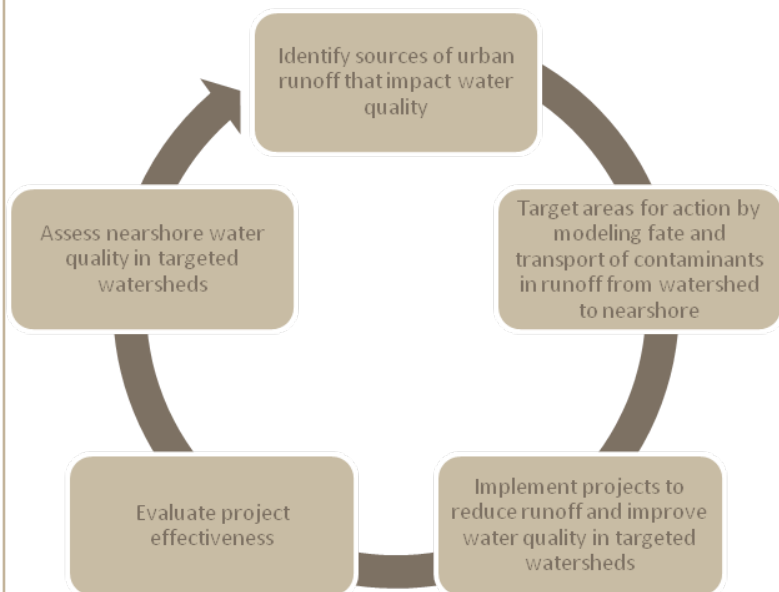 Identify sources of urban
runoff that impact water
quality
Target areas for action by
modeling fate and
transport of contaminants
in runoff from watershed
to nearshore
Implement projects to
reduce runoff and improve
water quality in targeted
watersheds
Evaluate project
effectiveness
Assess nearshore water
quality in targeted
watersheds